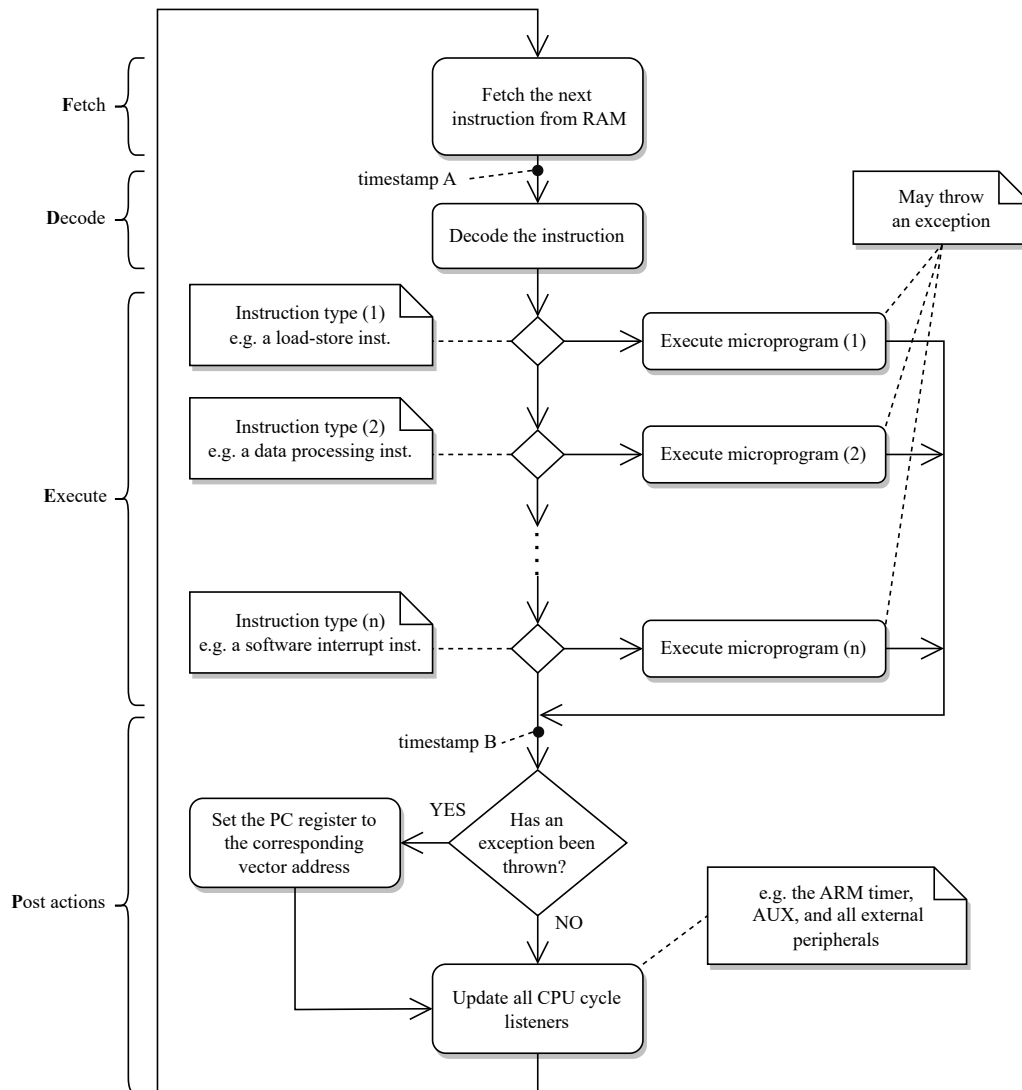 Fetch
Fetch the next
instruction from RAM
timestamp A
May throw
an exception
Decode
Decode the instruction
Instruction type (1)
e.g. a load-store inst.
Execute microprogram (1)
Instruction type (2)
e.g. a data processing inst.
Execute microprogram (2)
Execute
Instruction type (n)
e.g. a software interrupt inst.
Execute microprogram (n)
timestamp B
YES
Set the PC register to
the corresponding
vector address
Has an
exception been
thrown?
NO
Post actions
e.g. the ARM timer,
AUX, and all external
peripherals
Update all CPU cycle
listeners